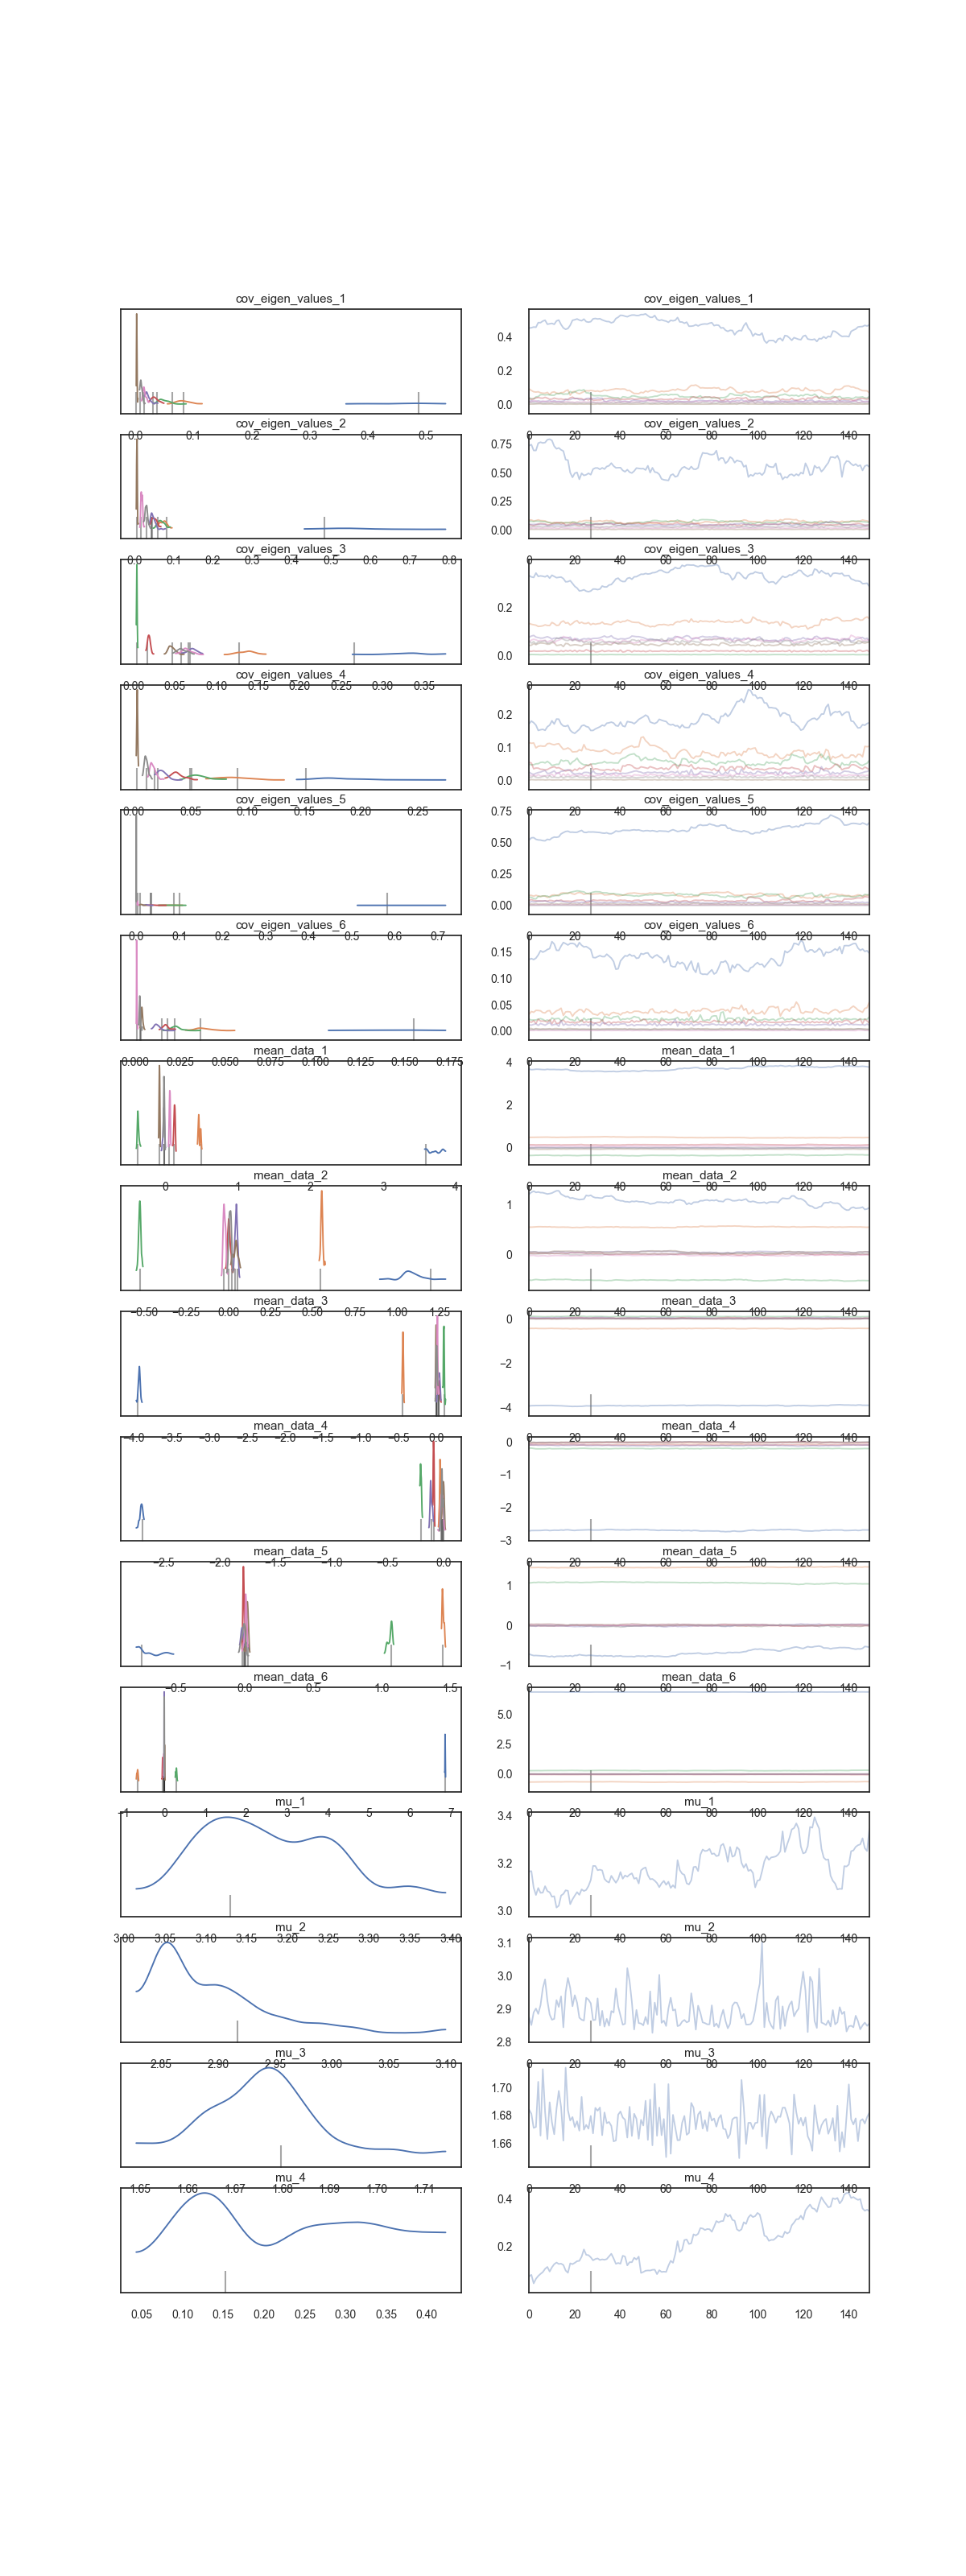 cov_eigen_values_1 cov_eigen_values_1
0.4
0.2
0.0
0.0 0.1 0.2 0.3 0.4 0.5 0 20 40 60 80 100 120 140
cov_eigen_values_2 cov_eigen_values_2
0.75
0.50
0.25
0.00
0.0 0.1 0.2 0.3 0.4 0.5 0.6 0.7 0.8 0 20 40 60 80 100 120 140
cov_eigen_values_3 cov_eigen_values_3
0.2
0.0
0.00 0.05 0.10 0.15 0.20 0.25 0.30 0.35 0 20 40 60 80 100 120 140
cov_eigen_values_4 cov_eigen_values_4
0.2
0.1
0.0
0.00 0.05 0.10 0.15 0.20 0.25 0 20 40 60 80 100 120 140
cov_eigen_values_5 cov_eigen_values_5
0.75
0.50
0.25
0.00
0.0 0.1 0.2 0.3 0.4 0.5 0.6 0.7 0 20 40 60 80 100 120 140
cov_eigen_values_6 cov_eigen_values_6
0.15
0.10
0.05
0.00
0.000 0.025 0.050 0.075 0.100 0.125 0.150 0.175 0 20 40 60 80 100 120 140
mean_data_1 mean_data_1
4
2
0
0 1 2 3 4 0 20 40 60 80 100 120 140
mean_data_2 mean_data_2
1
0
−0.50 −0.25 0.00 0.25 0.50 0.75 1.00 1.25 0 20 40 60 80 100 120 140
mean_data_3 mean_data_3
0
−2
−4
−4.0 −3.5 −3.0 −2.5 −2.0 −1.5 −1.0 −0.5 0.0 0 20 40 60 80 100 120 140
mean_data_4 mean_data_4
0
−1
−2
−3
−2.5 −2.0 −1.5 −1.0 −0.5 0.0 0 20 40 60 80 100 120 140
mean_data_5 mean_data_5
1
0
−1
−0.5 0.0 0.5 1.0 1.5 0 20 40 60 80 100 120 140
mean_data_6 mean_data_6
5.0
2.5
0.0
−1 0 1 2 3 4 5 6 7 0 20 40 60 80 100 120 140
mu_1 mu_1
3.4
3.2
3.0
3.00 3.05 3.10 3.15 3.20 3.25 3.30 3.35 3.40 0 20 40 60 80 100 120 140
mu_2 mu_2
3.1
3.0
2.9
2.8
2.85 2.90 2.95 3.00 3.05 3.10 0 20 40 60 80 100 120 140
mu_3 mu_3
1.70
1.68
1.66
1.65 1.66 1.67 1.68 1.69 1.70 1.71 0 20 40 60 80 100 120 140
mu_4 mu_4
0.4
0.2
0.05 0.10 0.15 0.20 0.25 0.30 0.35 0.40 0 20 40 60 80 100 120 140